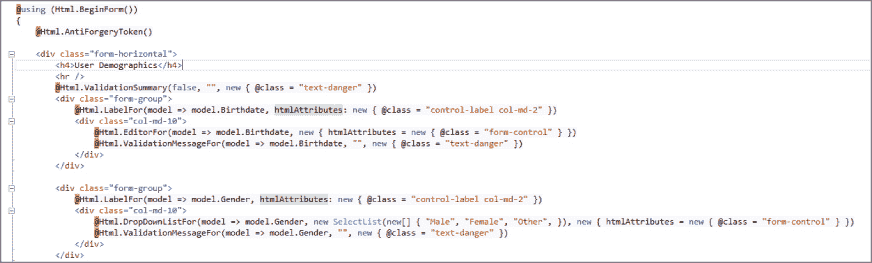 @using (Html.BeginForm())
{
@Html.AntiForgeryToken()
<div class="form-horizontal">
<h4>User Demographics</h4>
<hr />
@Html.ValidationSummary(false, "", new { @class = "text-danger" })
<div class="form-group">
@Html.LabelFor(model => model.Birthdate, htmlAttributes: new { @class = "control-label col-md-2" })
<div class="col-md-10">
@Html.EditorFor(model => model.Birthdate, new { htmlAttributes = new { @class = "form-control" } })
@Html.ValidationMessageFor(model => model.Birthdate, "", new { @class = "text-danger" })
</div>
</div>
<div class="form-group">
@Html.LabelFor(model => model.Gender, htmlAttributes: new { @class = "control-label col-md-2" })
<div class="col-md-10">
@Html.DropDownListFor(model => model.Gender, new SelectList(new[] { "Male", "Female", "Other", }), new { htmlAttributes = new { @class = "form-control" } })
@Html.ValidationMessageFor(model => model.Gender, "", new { @class = "text-danger" })
</div>
</div>